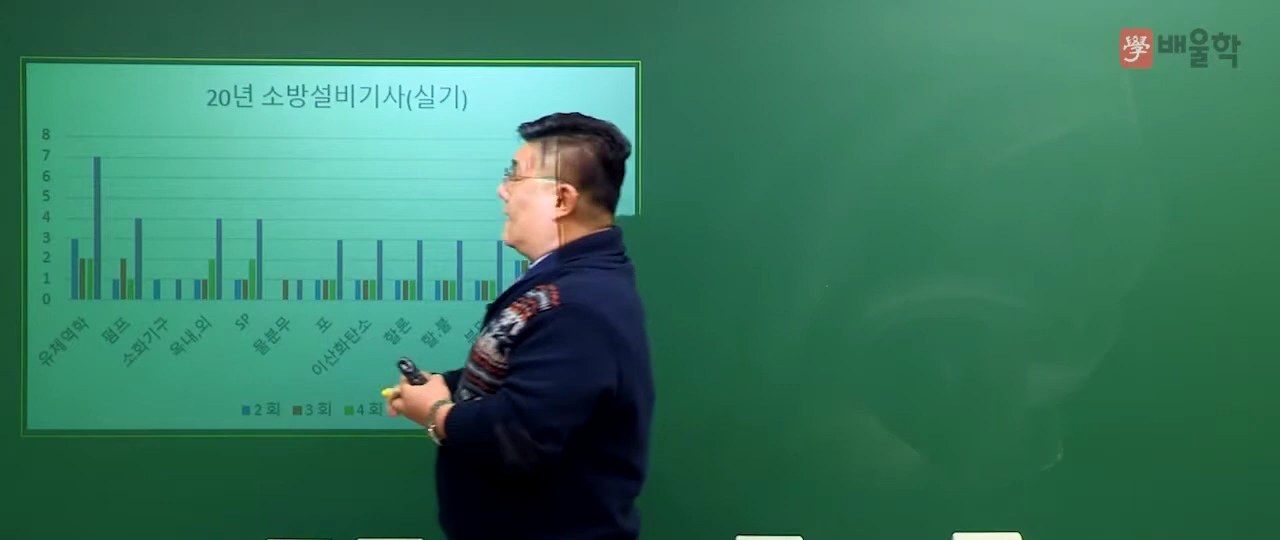 學 배울학
20년 소방설비기사(실기)
8
7
6
5
4
3
2
1
0
유체역학
펌프
소화기구
옥내,외
SP
물분무
포
이산화탄소
할론
할.불
2회 3회 4회